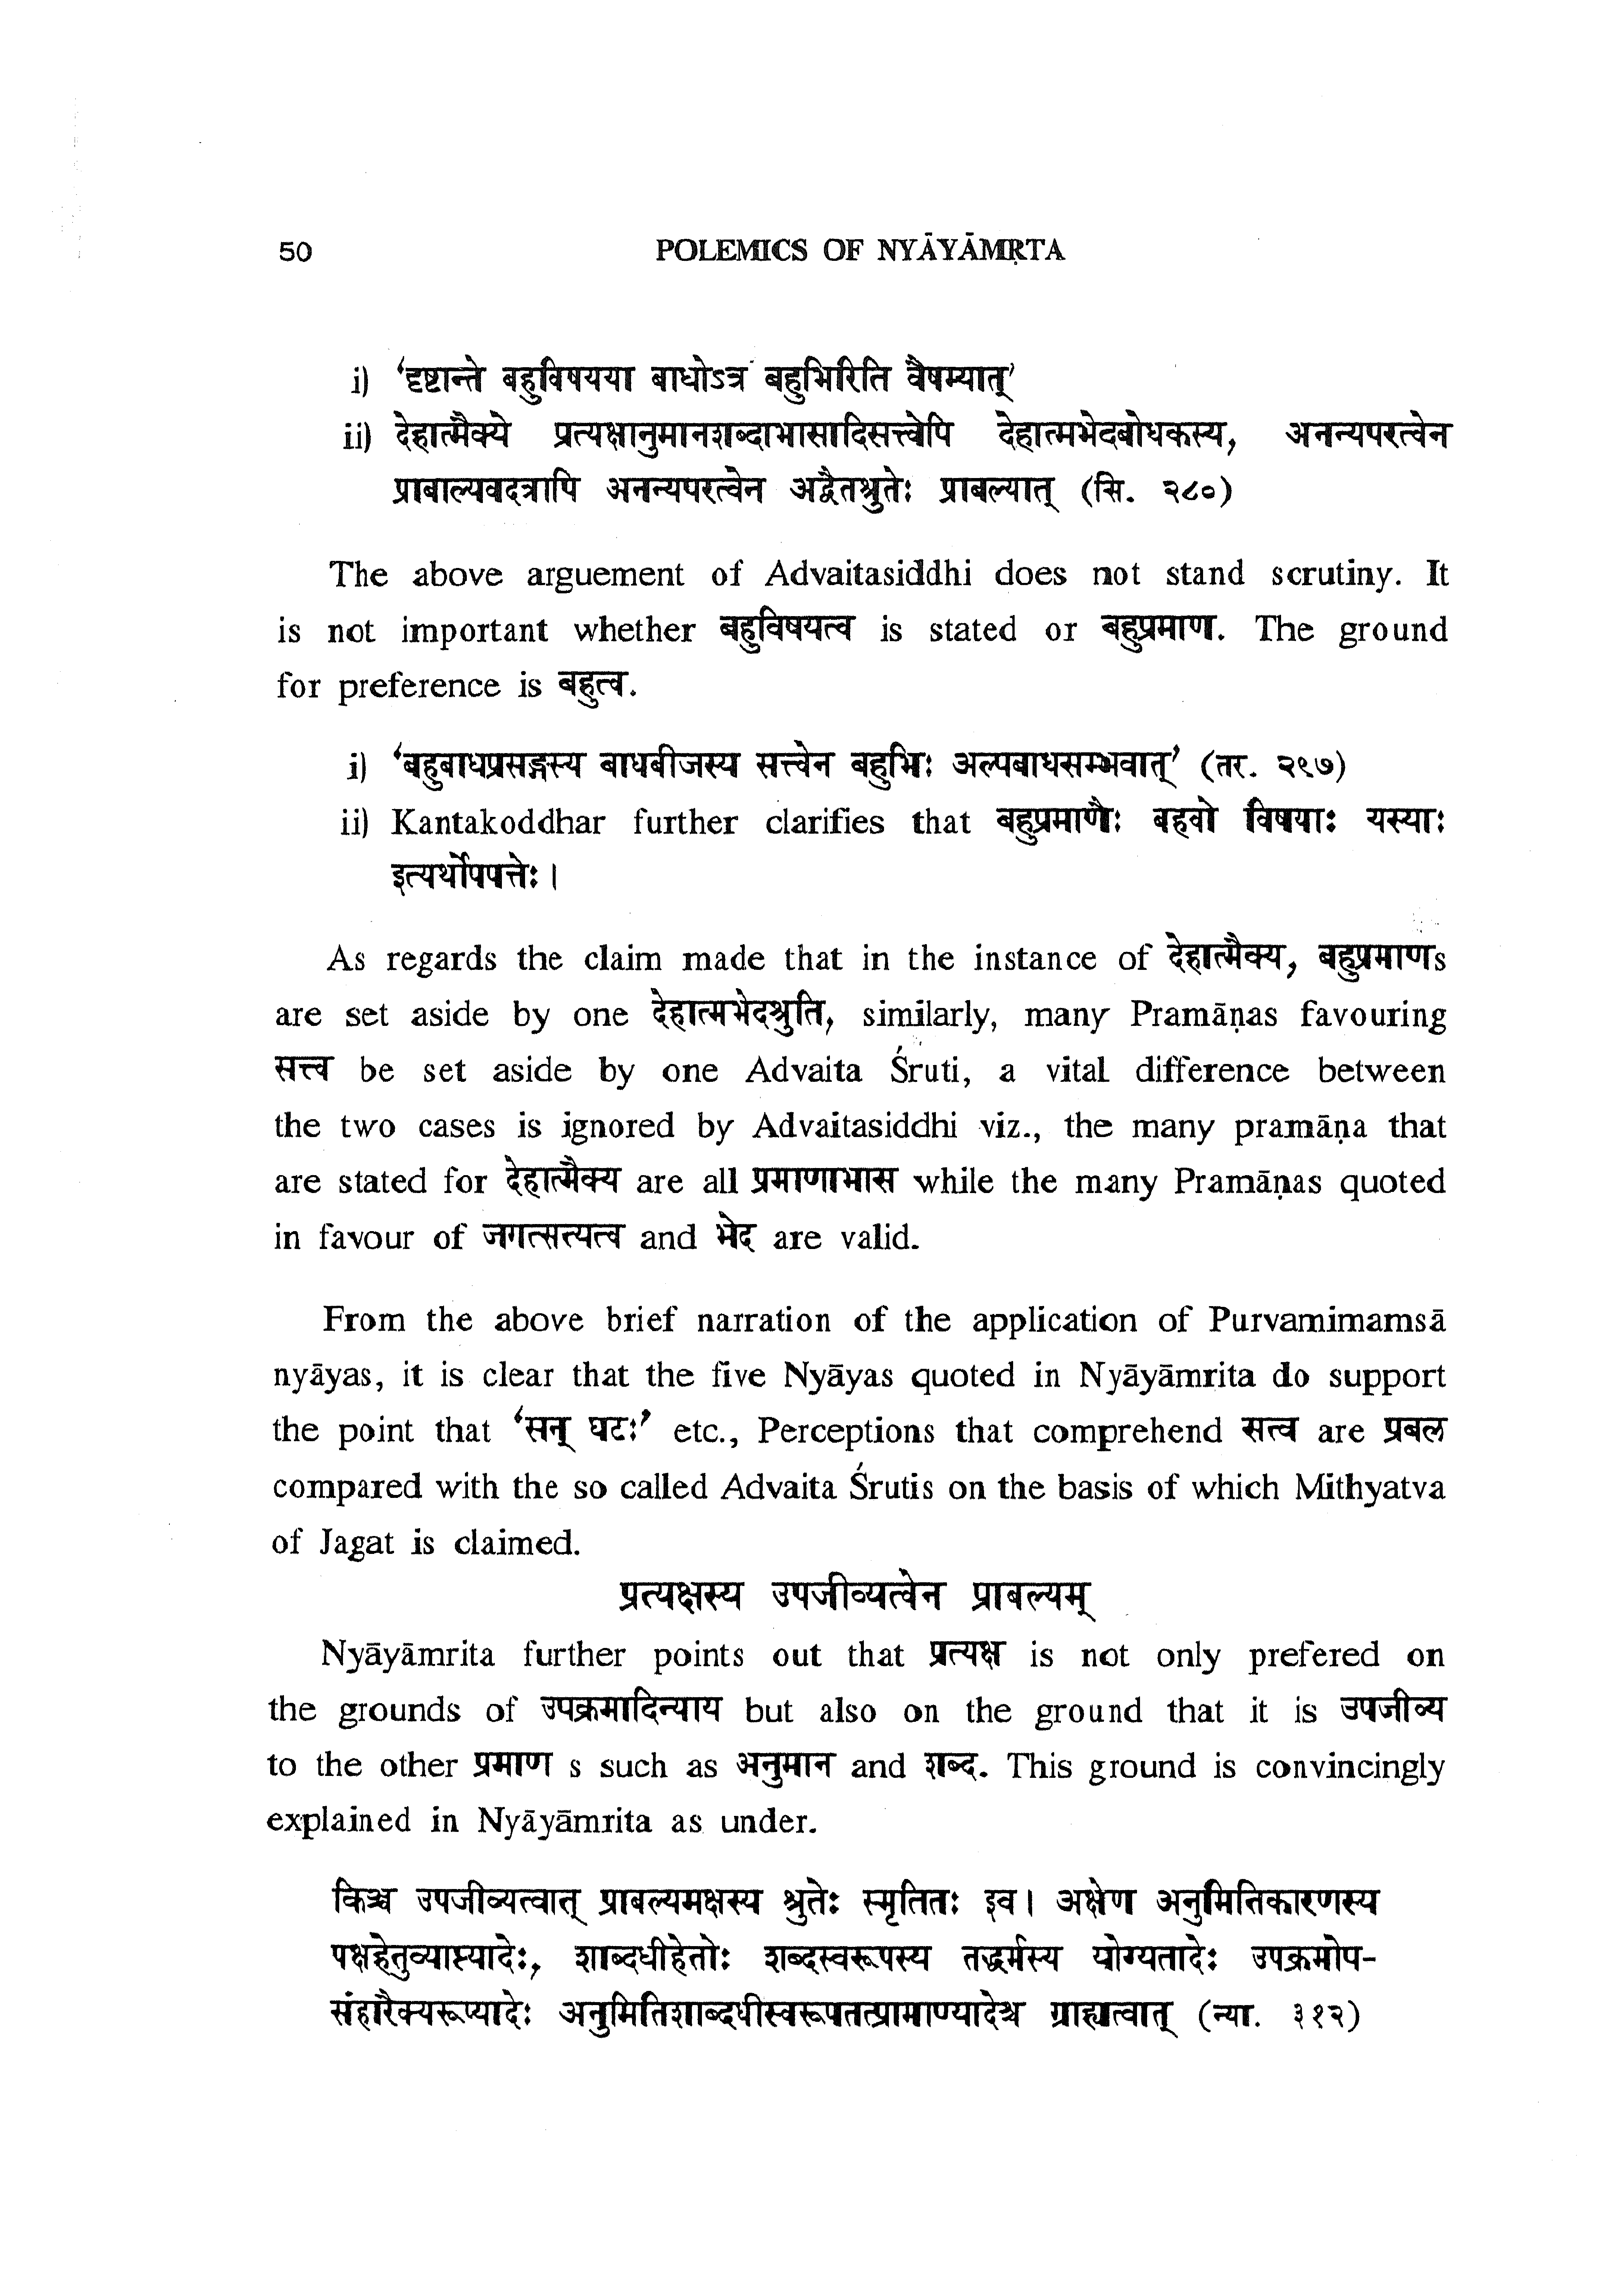 50 POLEMICS OF NYĀYĀMṚTA
i) ‘दृष्टान्ते बहुविषयया बाधोऽत्र बहुभिरिति वैषम्यात्’
ii) देहात्मैक्ये प्रत्यक्षानुमानशब्दाभासादिसत्त्वेपि देहात्मभेदबोधकस्य, अनन्यपरत्वेन
प्राबाल्यवदत्रापि अनन्यपरत्वेन अद्वैतश्रुतेः प्राबल्यात् (सि. २८०)
The above arguement of Advaitasiddhi does not stand scrutiny. It
is not important whether बहुविषयत्व is stated or बहुप्रमाण. The ground
for preference is बहुत्व.
i) ‘बहुबाधप्रसङ्गस्य बाधबीजस्य सत्त्वेन बहुभिः अल्पबाधसम्भवात्’ (तर. २९७)
ii) Kantakoddhar further clarifies that बहुप्रमाणैः बहवो विषयाः यस्याः
इत्यर्थोपपत्तेः।
As regards the claim made that in the instance of देहात्मैक्य, बहुप्रमाणs
are set aside by one देहात्मभेदश्रुति, similarly, many Pramāṇas favouring
सत्त्व be set aside by one Advaita Śruti, a vital difference between
the two cases is ignored by Advaitasiddhi viz., the many pramāṇa that
are stated for देहात्मैक्य are all प्रमाणाभास while the many Pramāṇas quoted
in favour of जगत्सत्यत्व and भेद are valid.
From the above brief narration of the application of Purvamimamsā
nyāyas, it is clear that the five Nyāyas quoted in Nyāyāmrita do support
the point that ‘सन् घटः’ etc., Perceptions that comprehend सत्व are प्रबल
compared with the so called Advaita Śrutis on the basis of which Mithyatva
of Jagat is claimed.
प्रत्यक्षस्य उपजीव्यत्वेन प्राबल्यम्
Nyāyāmrita further points out that प्रत्यक्ष is not only prefered on
the grounds of उपक्रमादिन्याय but also on the ground that it is उपजीव्य
to the other प्रमाण s such as अनुमान and शब्द. This ground is convincingly
explained in Nyāyāmrita as under.
किञ्च उपजीव्यत्वात् प्राबल्यमक्षस्य श्रुतेः स्मृतितः इव। अक्षेण अनुमितिकारणस्य
पक्षहेतुव्याप्त्यादेः, शाब्दधीहेतोः शब्दस्वरूपस्य तद्धर्मस्य योग्यतादेः उपक्रमोप-
संहारैक्यरूप्यादेः अनुमितिशाब्दधीस्वरूपतत्प्रामाण्यादेश्च ग्राह्यत्वात् (न्या. ३१२)